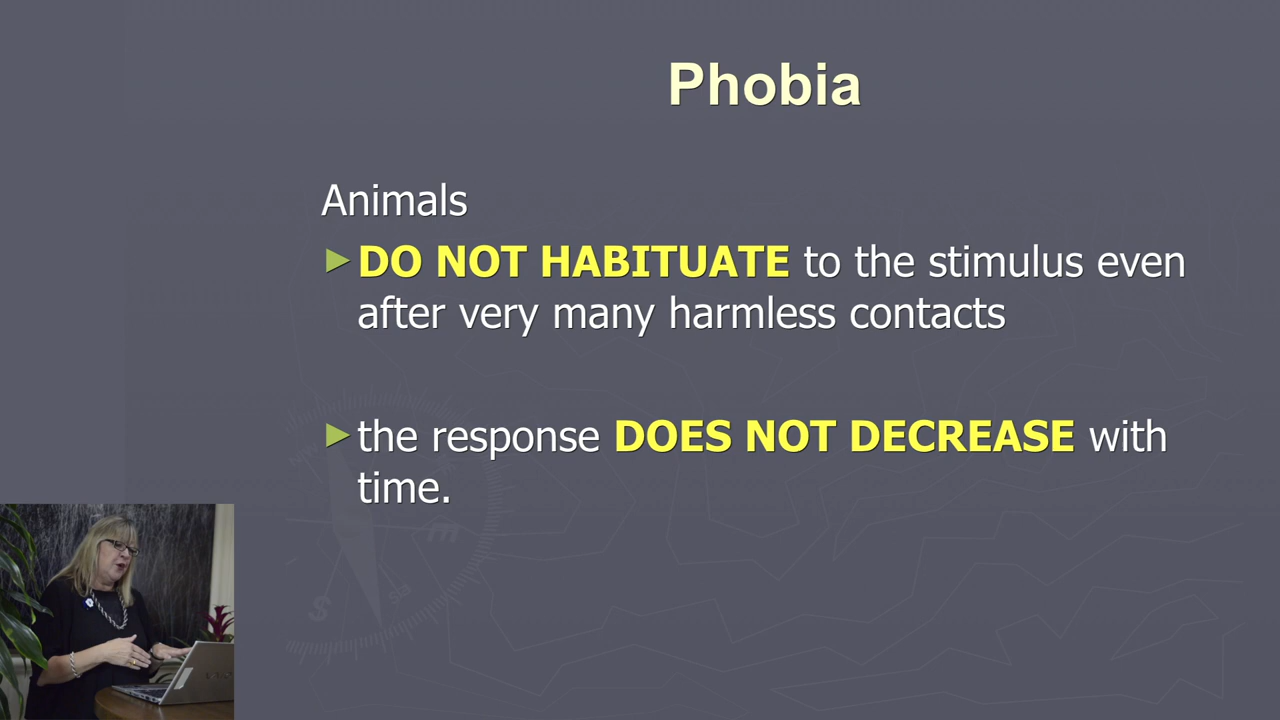 Phobia
Animals
►DO NOT HABITUATE to the stimulus even
after very many harmless contacts
►the response DOES NOT DECREASE with
time.